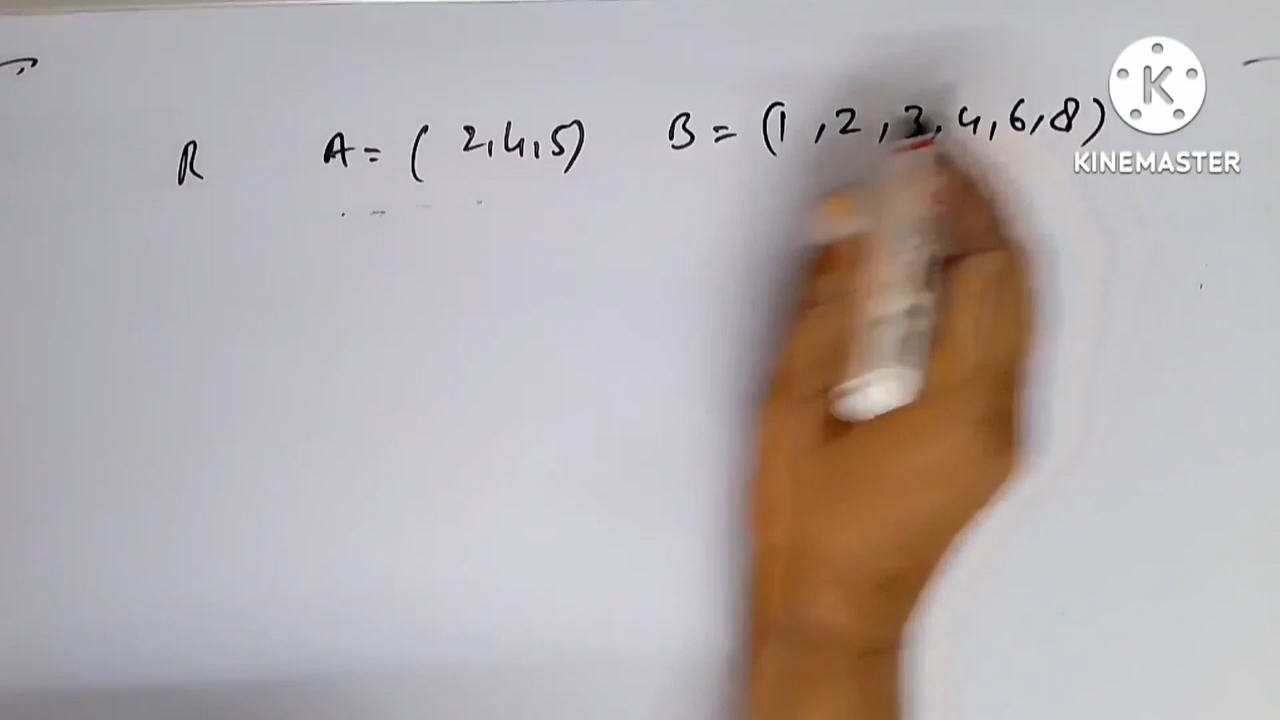 R A = ( 2,4,5) B = (1 ,2 ,3, 4,6,8)
K
KINEMASTER